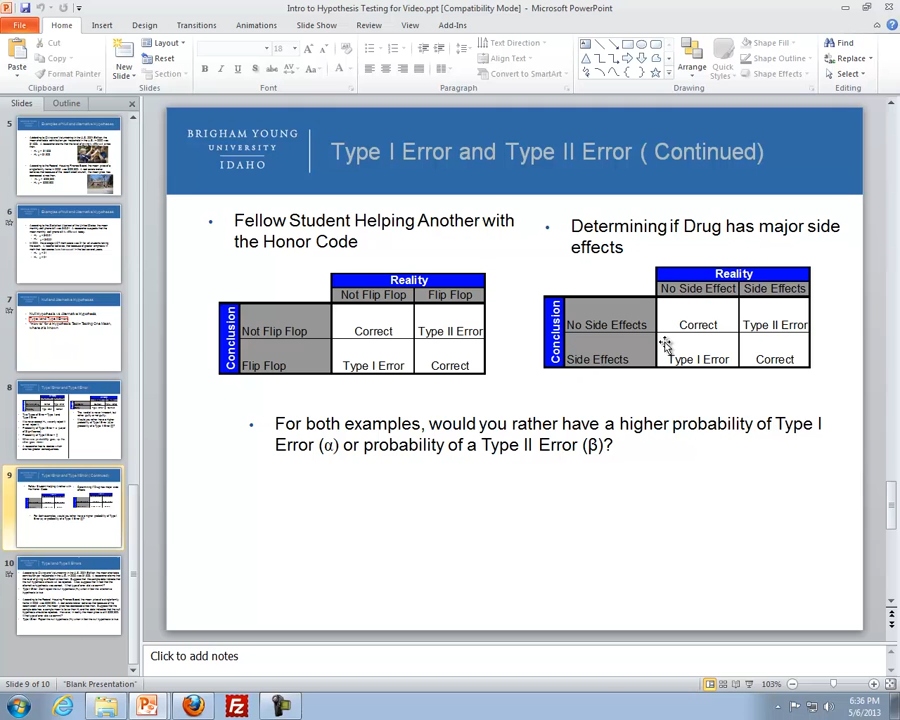 Intro to Hypothesis Testing for Video.ppt [Compatibility Mode] - Microsoft PowerPoint
File Home Insert Design Transitions Animations Slide Show Review View Add-Ins
Cut
Copy
Format Painter
Paste
Clipboard
New
Slide
Layout
Reset
Section
Slides
18
Font
Paragraph
Text Direction
Align Text
Convert to SmartArt
Arrange
Quick
Styles
Shape Fill
Shape Outline
Shape Effects
Drawing
Find
Replace
Select
Editing
Slides Outline
5
6
7
8
9
10
BRIGHAM YOUNG
UNIVERSITY
IDAHO
Type I Error and Type II Error ( Continued)
• Fellow Student Helping Another with
the Honor Code
Reality
Not Flip Flop Flip Flop
Conclusion
Not Flip Flop Correct Type II Error
Flip Flop Type I Error Correct
• Determining if Drug has major side
effects
Reality
No Side Effect Side Effects
Conclusion
No Side Effects Correct Type II Error
Side Effects Type I Error Correct
• For both examples, would you rather have a higher probability of Type I
Error (α) or probability of a Type II Error (β)?
Click to add notes
Slide 9 of 10 "Blank Presentation" 103%
6:36 PM
5/6/2013